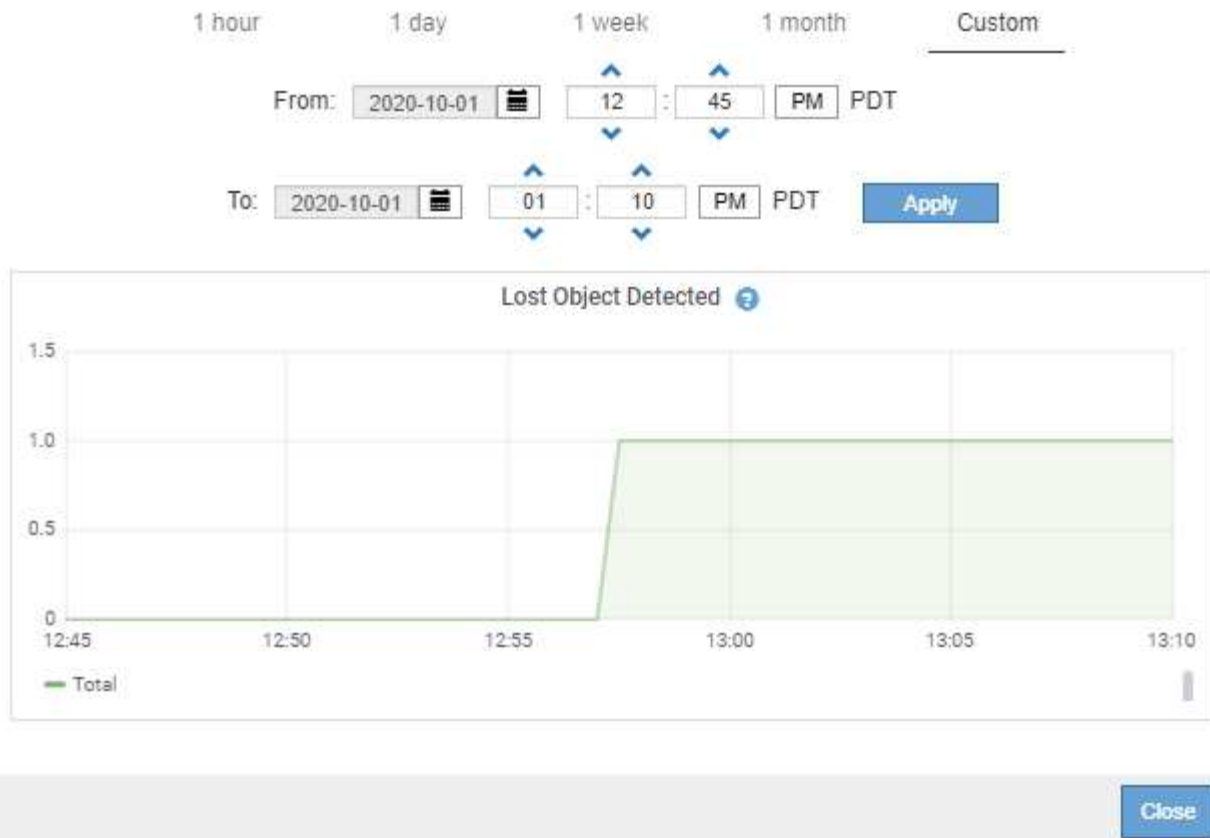 1 hour 1 day 1 week 1 month Custom
From: 2020-10-01 12 : 45 PM PDT
To: 2020-10-01 01 : 10 PM PDT Apply
Lost Object Detected ?
1.5
1.0
0.5
0
12:45 12:50 12:55 13:00 13:05 13:10
Total
Close